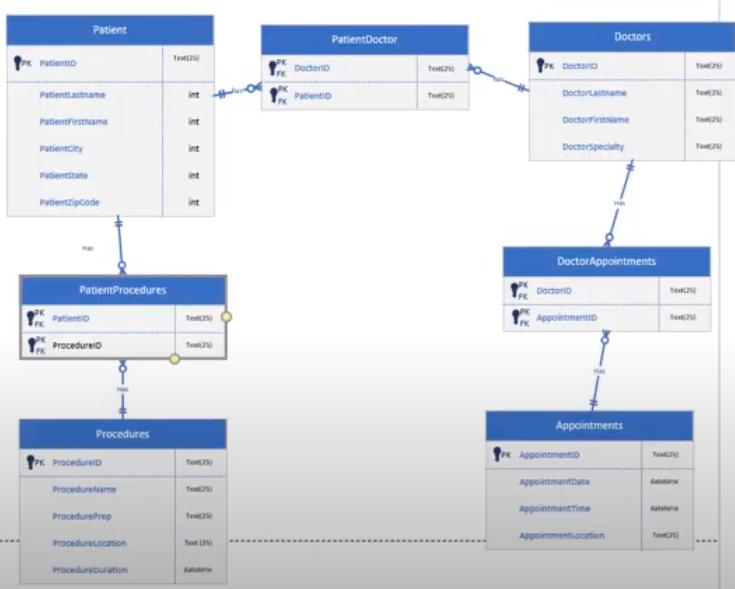 Patient
PK PatientID Text(25)
PatientLastname int
PatientFirstName int
PatientCity int
PatientState int
PatientZipCode int
PatientDoctor
PK FK DoctorID Text(25)
PK FK PatientID Text(25)
Doctors
PK DoctorID Text(25)
DoctorLastname Text(25)
DoctorFirstName Text(25)
DoctorSpecialty Text(25)
has
has
Has
Has
PatientProcedures
PK FK PatientID Text(25)
PK FK ProcedureID Text(25)
DoctorAppointments
PK FK DoctorID Text(25)
PK FK AppointmentID Text(25)
Has
Has
Procedures
PK ProcedureID Text(25)
ProcedureName Text(25)
ProcedurePrep Text(25)
ProcedureLocation Text (25)
ProcedureDuration datetime
Appointments
PK AppointmentID Text(25)
AppointmentDate datetime
AppointmentTime datetime
AppointmentLocation Text(25)